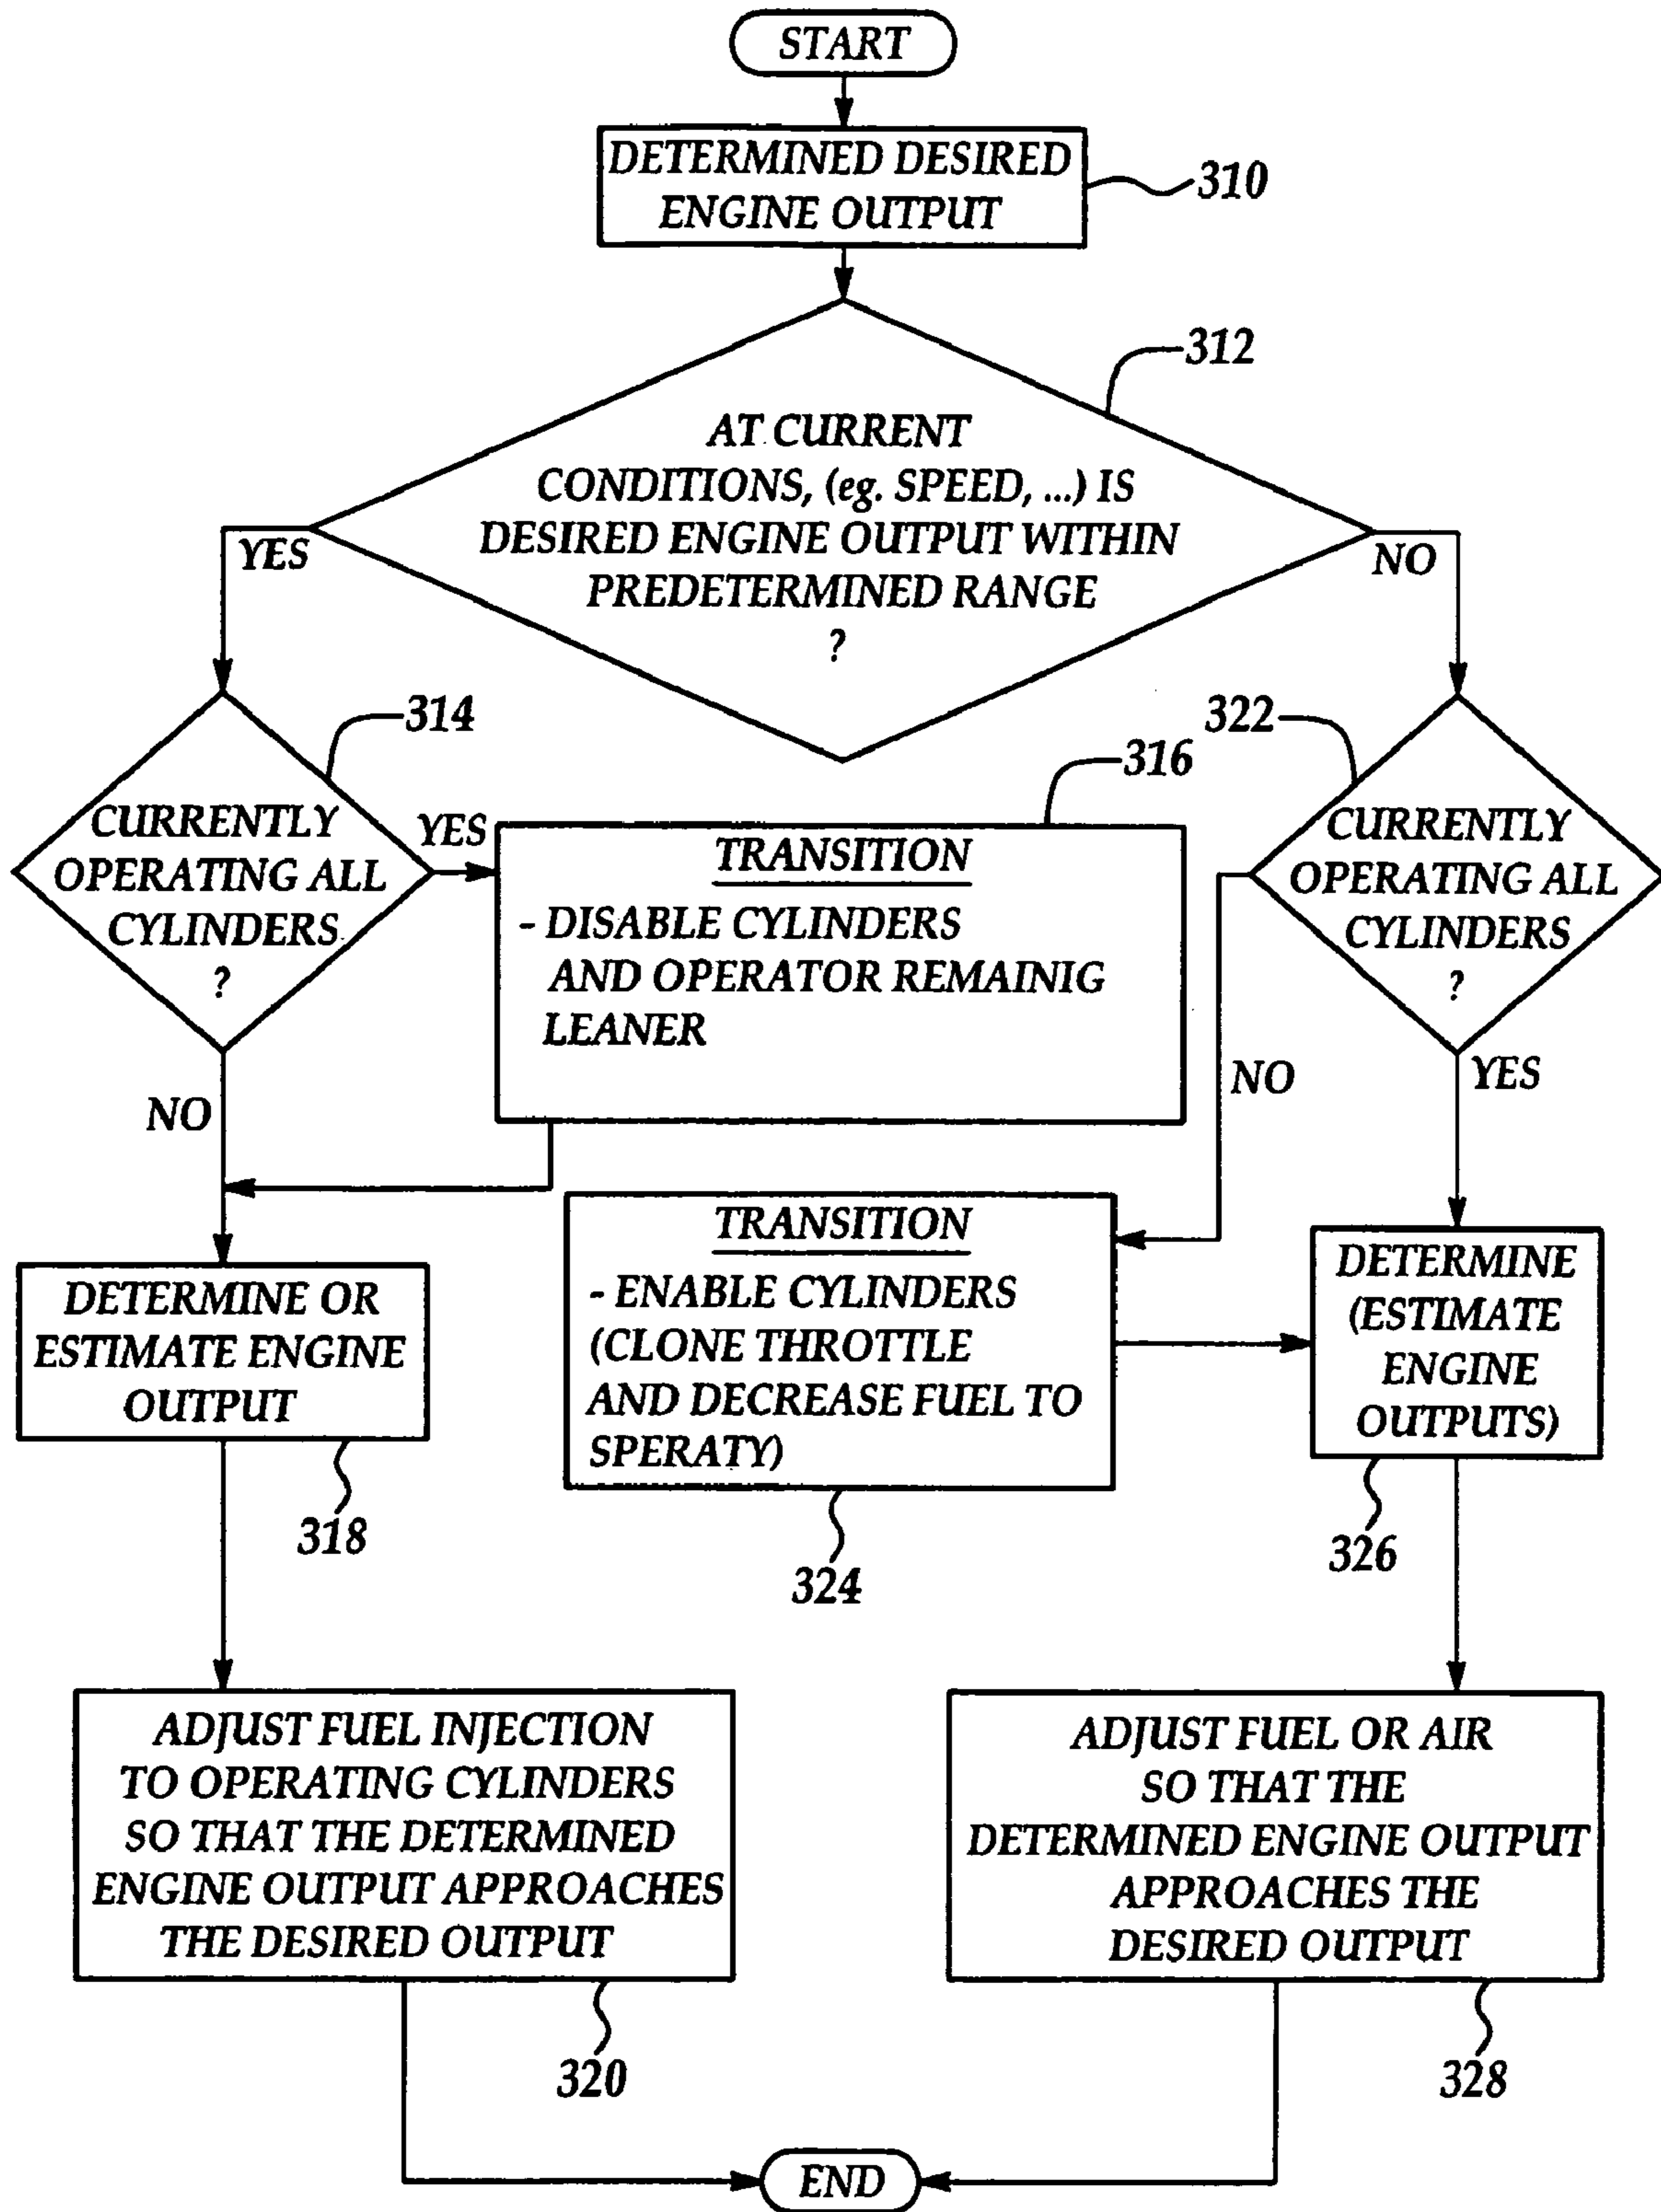 START
DETERMINED DESIRED
ENGINE OUTPUT
310
312
AT CURRENT
CONDITIONS, (eg. SPEED, ...) IS
DESIRED ENGINE OUTPUT WITHIN
PREDETERMINED RANGE
?
YES
NO
314
CURRENTLY
OPERATING ALL
CYLINDERS
?
YES
NO
316
TRANSITION
- DISABLE CYLINDERS
AND OPERATOR REMAINIG
LEANER
322
CURRENTLY
OPERATING ALL
CYLINDERS
?
NO
YES
DETERMINE OR
ESTIMATE ENGINE
OUTPUT
318
TRANSITION
- ENABLE CYLINDERS
(CLONE THROTTLE
AND DECREASE FUEL TO
SPERATY)
324
DETERMINE
(ESTIMATE
ENGINE
OUTPUTS)
326
ADJUST FUEL INJECTION
TO OPERATING CYLINDERS
SO THAT THE DETERMINED
ENGINE OUTPUT APPROACHES
THE DESIRED OUTPUT
320
ADJUST FUEL OR AIR
SO THAT THE
DETERMINED ENGINE OUTPUT
APPROACHES THE
DESIRED OUTPUT
328
END